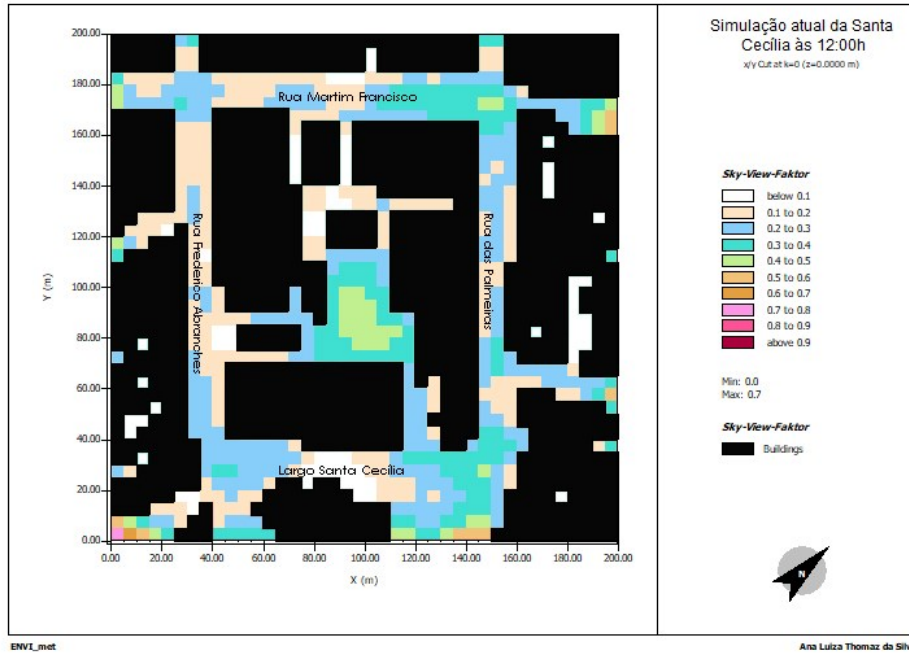 Simulação atual da Santa
Cecília às 12:00h
x/y Cut at k=0 (z=0.0000 m)
200.00
180.00
160.00
140.00
120.00
100.00
80.00
60.00
40.00
20.00
0.00
Y (m)
0.00 20.00 40.00 60.00 80.00 100.00 120.00 140.00 160.00 180.00 200.00
X (m)
Rua Martim Francisco
Rua Frederico Abranches
Rua das Palmeiras
Largo Santa Cecília
Sky-View-Faktor
below 0.1
0.1 to 0.2
0.2 to 0.3
0.3 to 0.4
0.4 to 0.5
0.5 to 0.6
0.6 to 0.7
0.7 to 0.8
0.8 to 0.9
above 0.9
Min: 0.0
Max: 0.7
Sky-View-Faktor
Buildings
N
ENVI_met
Ana Luiza Thomaz da Silv